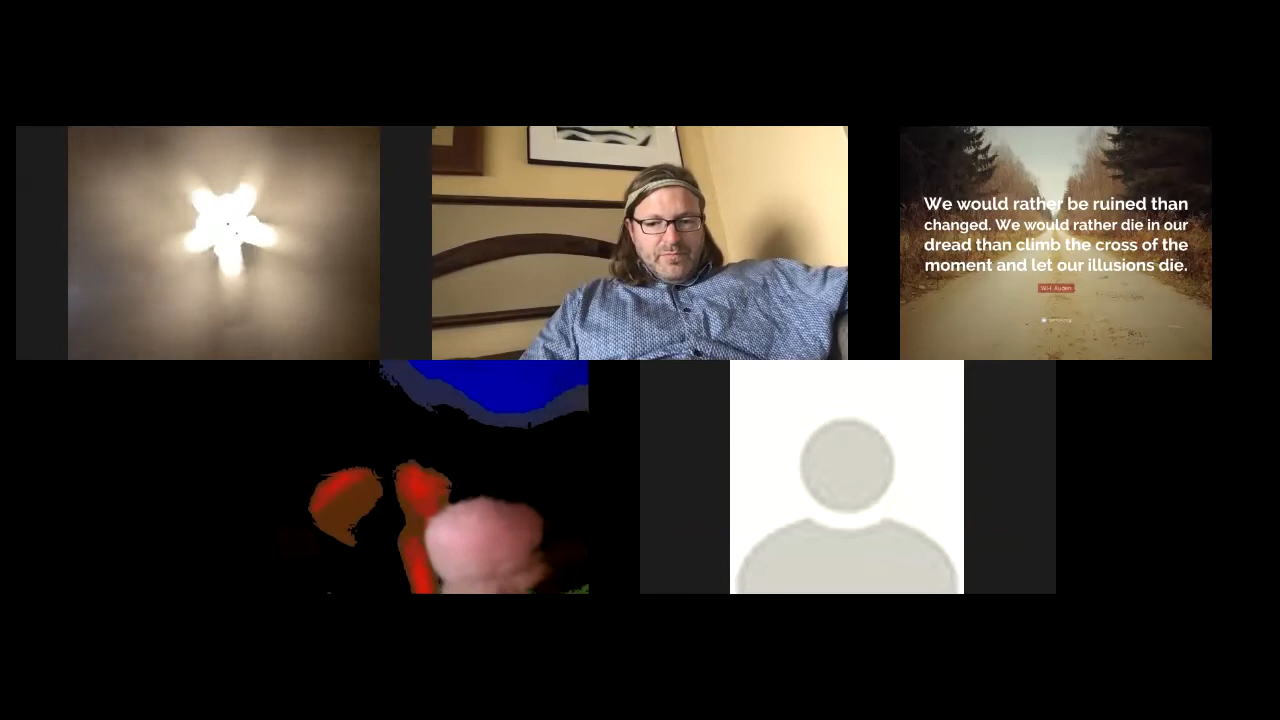 We would rather be ruined than
changed. We would rather die in our
dread than climb the cross of the
moment and let our illusions die.
W.H. Auden